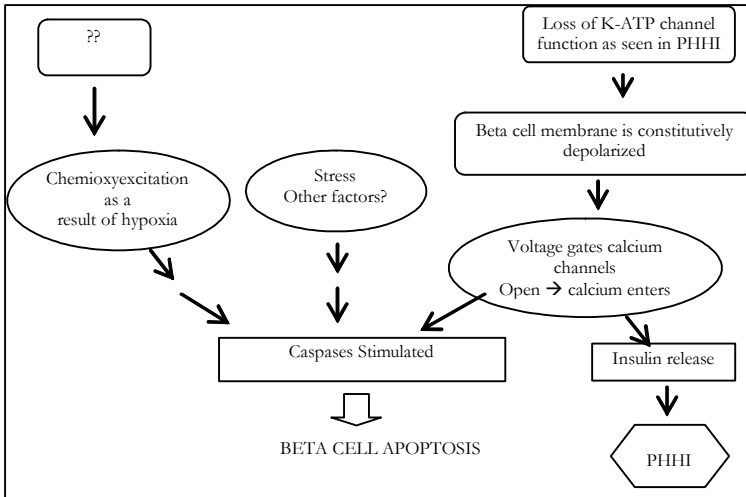 ??
Loss of K-ATP channel
function as seen in PHHI
Beta cell membrane is constitutively
depolarized
Chemioxyexcitation
as a
result of hypoxia
Stress
Other factors?
Voltage gates calcium
channels
Open → calcium enters
Caspases Stimulated
Insulin release
BETA CELL APOPTOSIS
PHHI